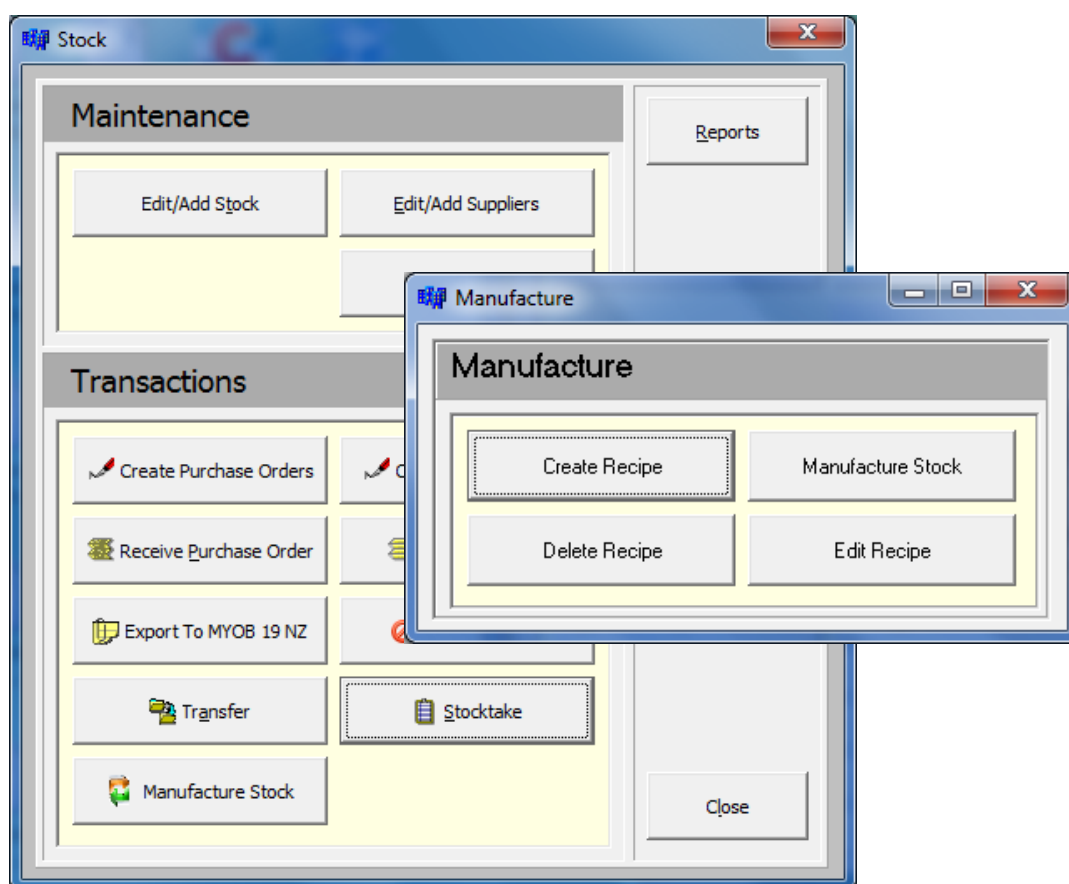 Stock
Maintenance
Reports
Edit/Add Stock
Edit/Add Suppliers
Transactions
Create Purchase Orders
Receive Purchase Order
Export To MYOB 19 NZ
Transfer
Stocktake
Manufacture Stock
Close
Manufacture
Manufacture
Create Recipe
Manufacture Stock
Delete Recipe
Edit Recipe